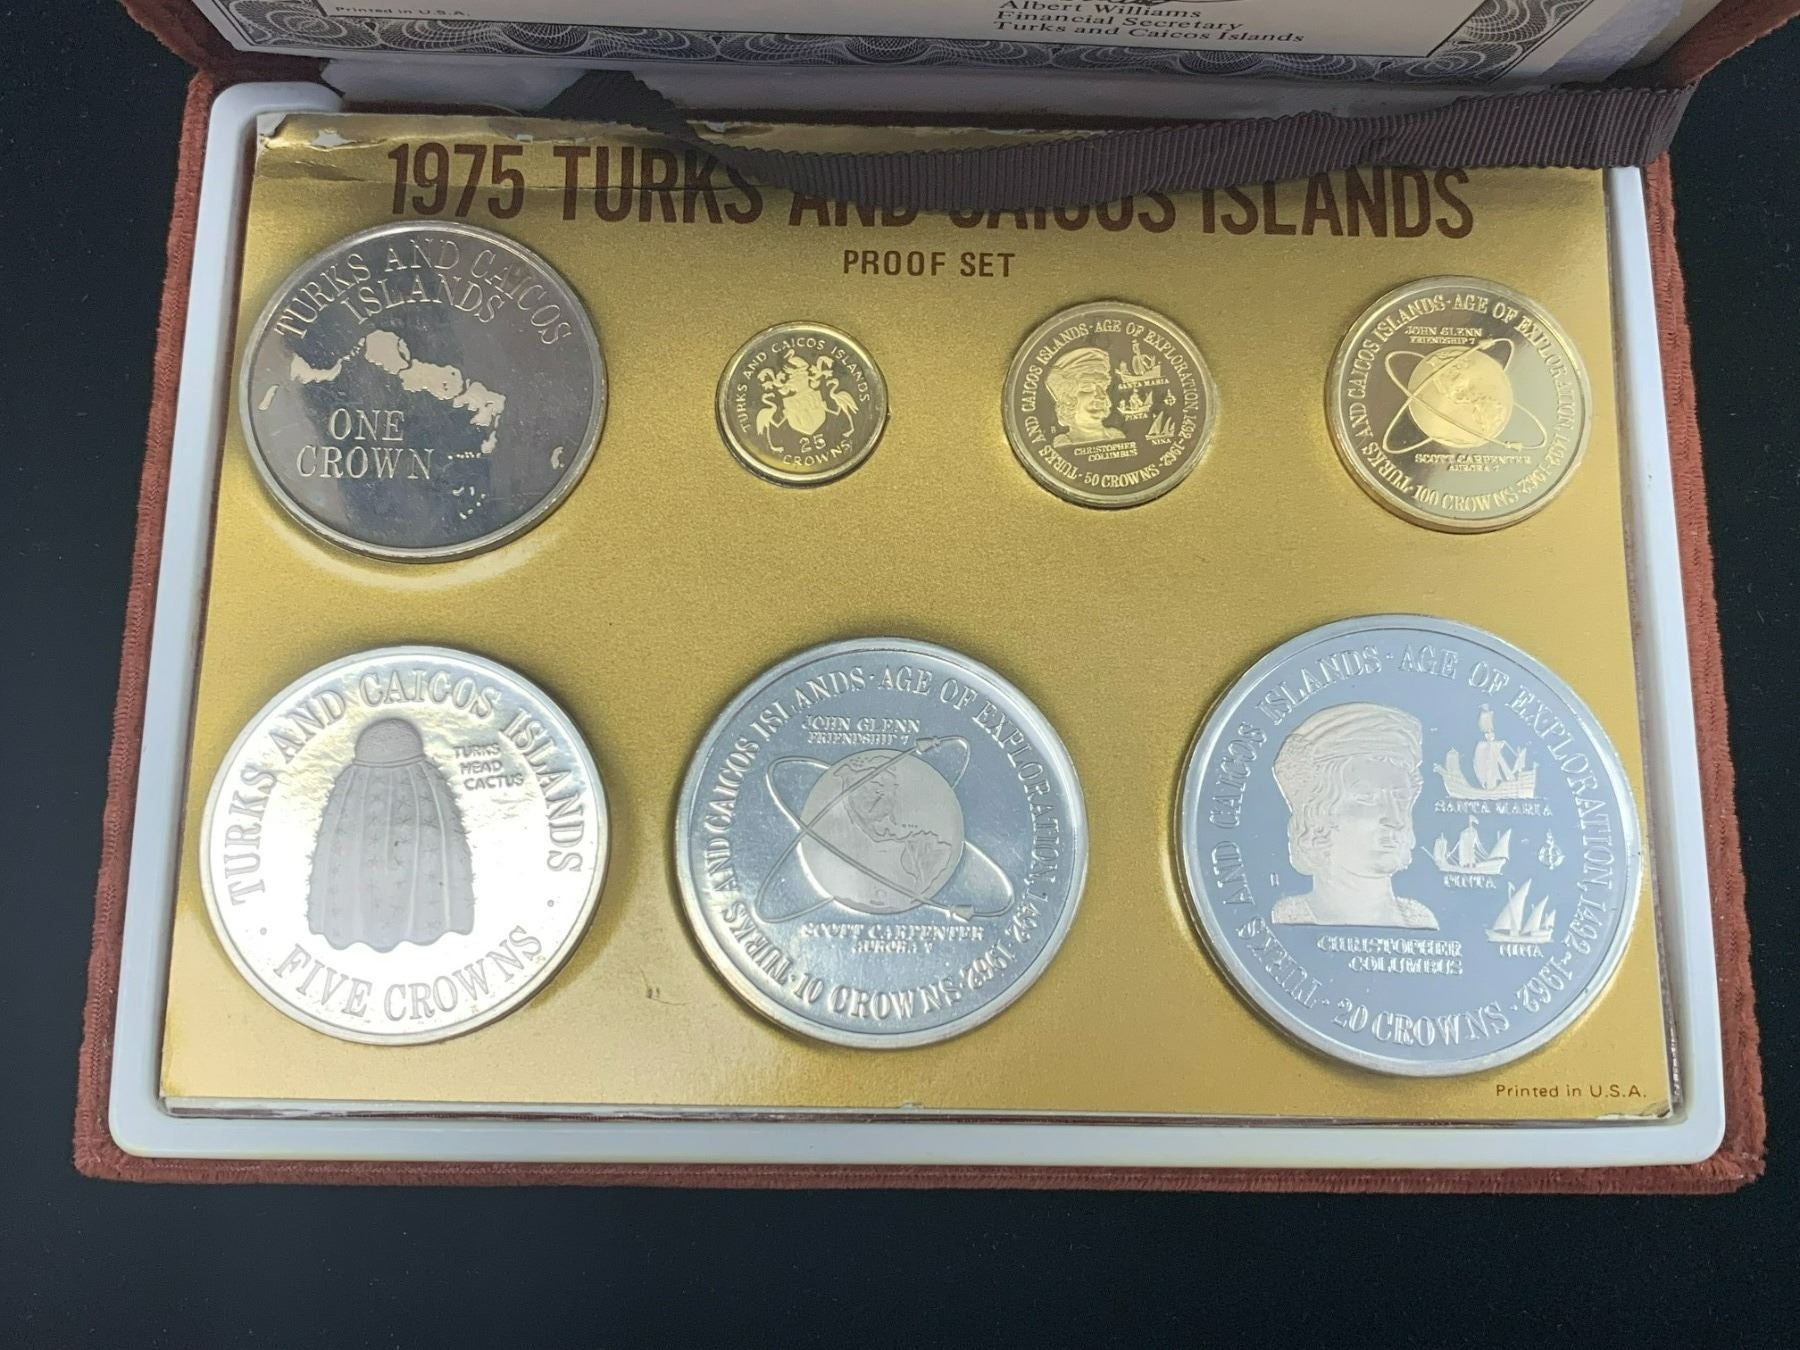 Printed in U.S.A.
Albert Williams
Financial Secretary
Turks and Caicos Islands
1975 TURKS AND CAICOS ISLANDS
PROOF SET
TURKS AND CAICOS
ISLANDS
ONE
CROWN
TURKS AND CAICOS ISLANDS
25
CROWNS
TURKS AND CAICOS ISLANDS · AGE OF EXPLORATION, 1492-1962 · 50 CROWNS ·
SANTA MARIA
PINTA
NINA
CHRISTOPHER
COLUMBUS
TURKS AND CAICOS ISLANDS · AGE OF EXPLORATION 1492-1962 · 100 CROWNS ·
JOHN GLENN
FRIENDSHIP 7
SCOTT CARPENTER
AURORA 7
TURKS AND CAICOS ISLANDS
TURKS
HEAD
CACTUS
· FIVE CROWNS ·
TURKS AND CAICOS ISLANDS · AGE OF EXPLORATION, 1492-1962 · 10 CROWNS ·
JOHN GLENN
FRIENDSHIP 7
SCOTT CARPENTER
AURORA 7
TURKS AND CAICOS ISLANDS · AGE OF EXPLORATION, 1492-1962 · 20 CROWNS ·
SANTA MARIA
PINTA
NINA
CHRISTOPHER
COLUMBUS
Printed in U.S.A.